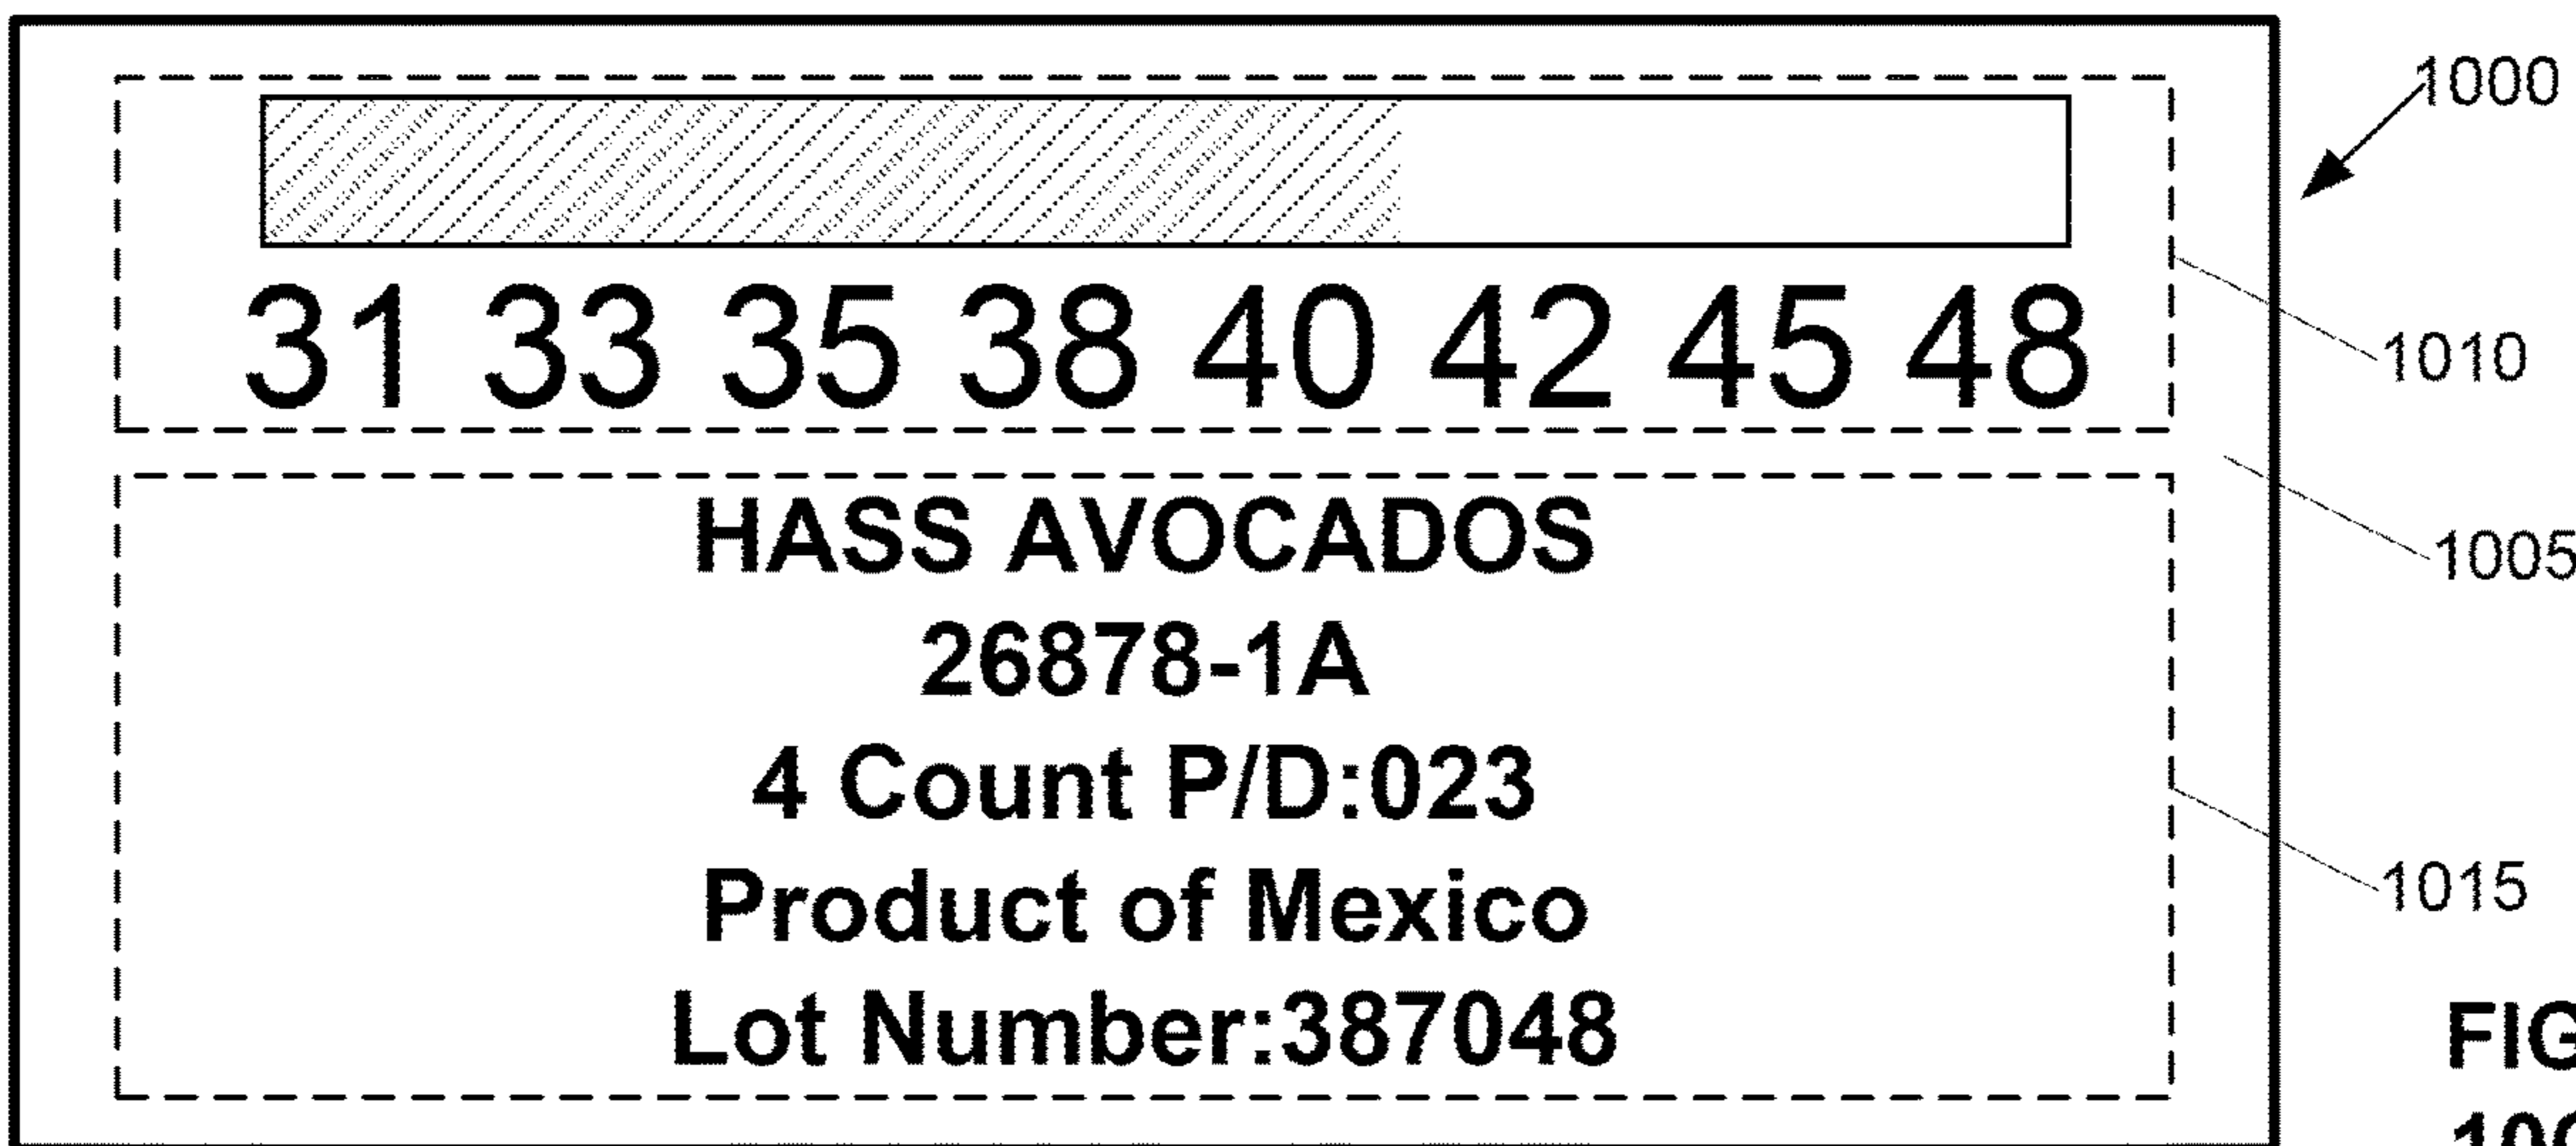 1000
31 33 35 38 40 42 45 48
1010
HASS AVOCADOS
1005
26878-1A
4 Count P/D:023
Product of Mexico
1015
Lot Number:387048
FIG